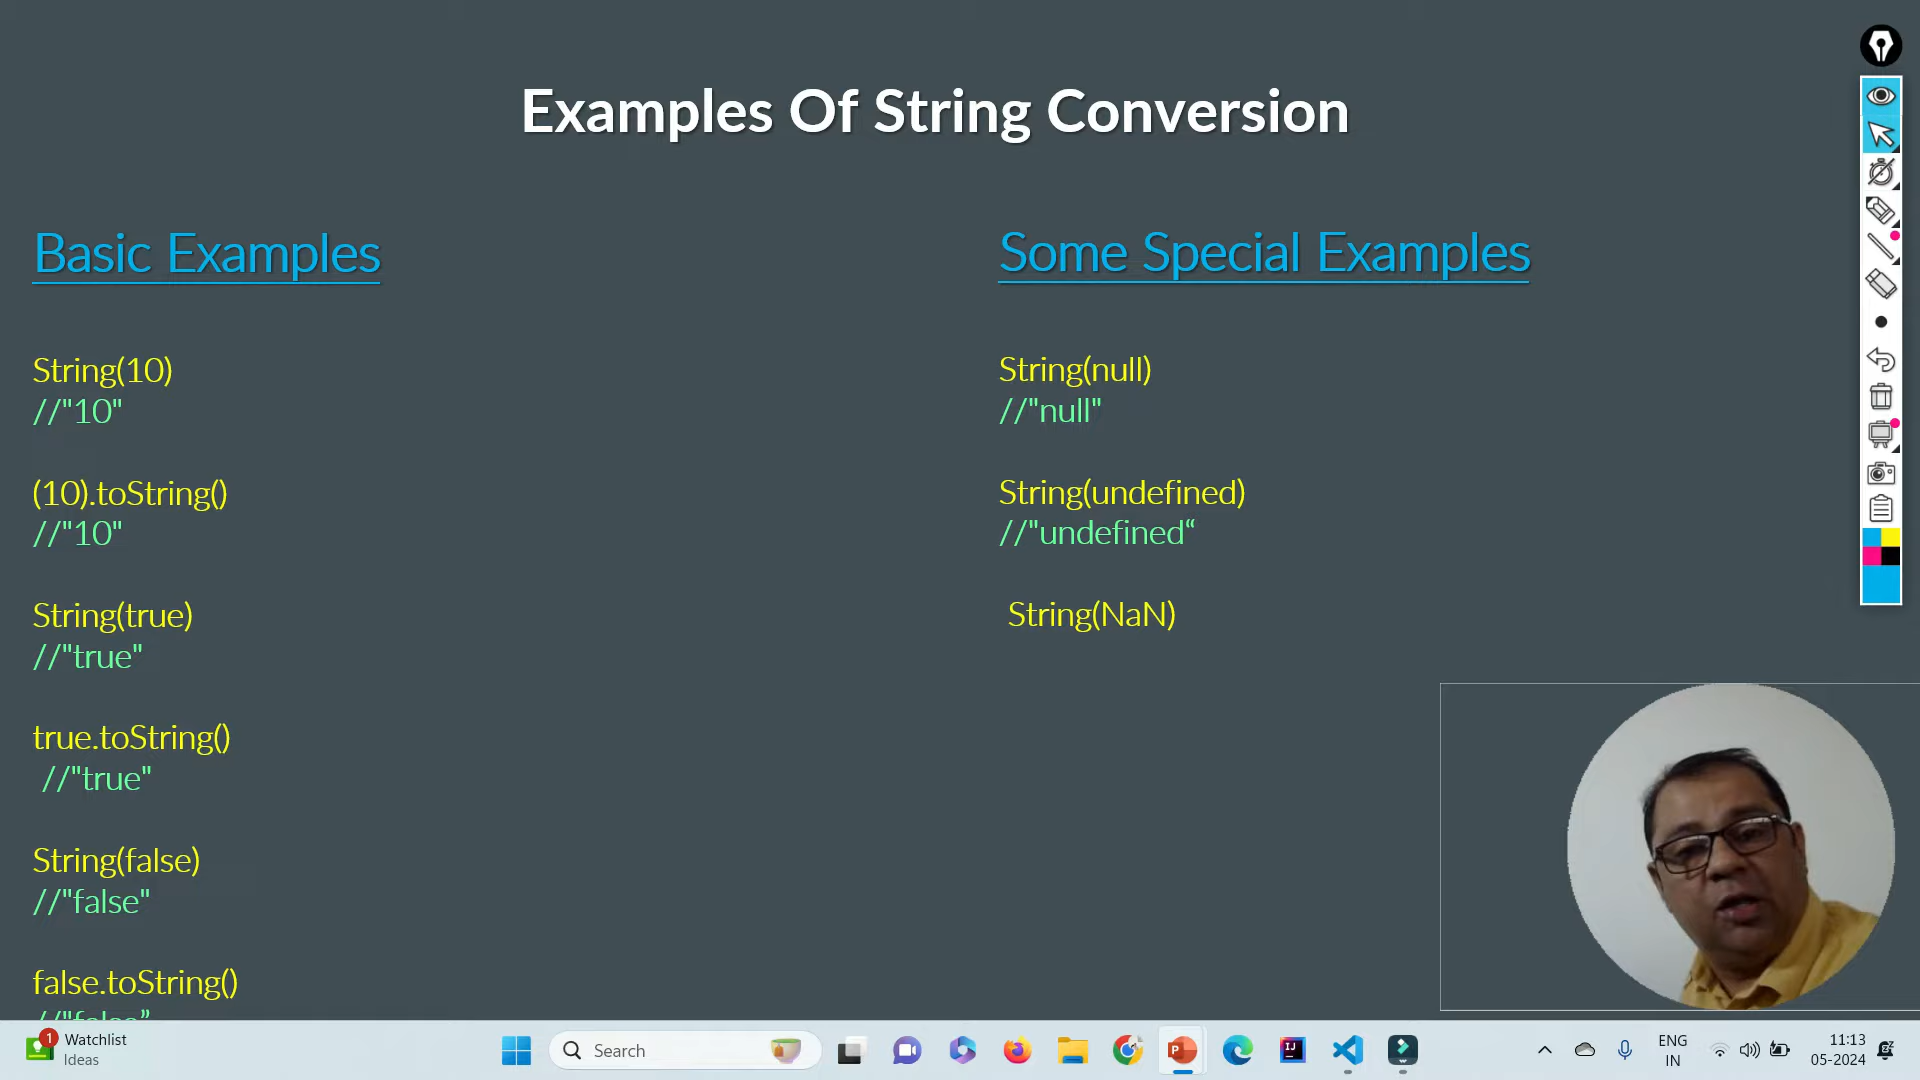 Examples Of String Conversion
Basic Examples
String(10)
//"10"
(10).toString()
//"10"
String(true)
//"true"
true.toString()
//"true"
String(false)
//"false"
false.toString()
//"false”
Some Special Examples
String(null)
//"null"
String(undefined)
//"undefined“
String(NaN)
1
Watchlist
Ideas
Search
ENG
IN
11:13
05-2024